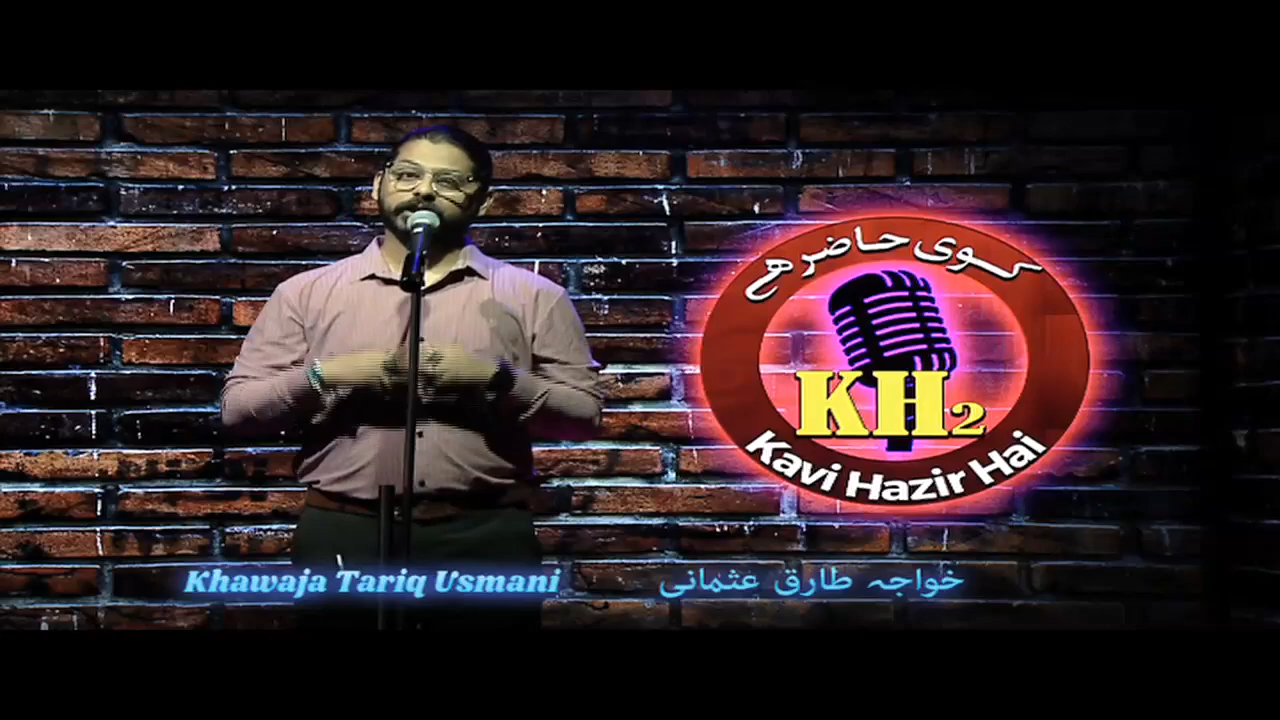 کوی حاضر ہے
KH2
Kavi Hazir Hai
Khawaja Tariq Usmani
خواجہ طارق عثمانی